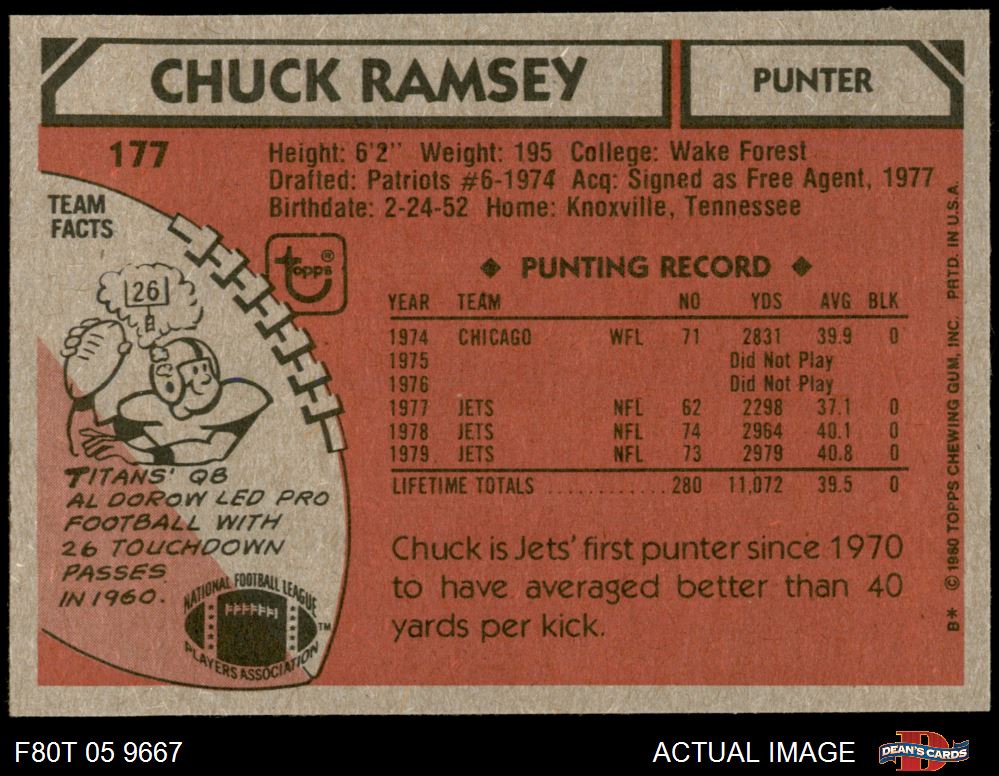 CHUCK RAMSEY
PUNTER
177
Height: 6'2" Weight: 195 College: Wake Forest
Drafted: Patriots #6-1974 Acq: Signed as Free Agent, 1977
Birthdate: 2-24-52 Home: Knoxville, Tennessee
TEAM
FACTS
26
TITANS' QB
AL DOROW LED PRO
FOOTBALL WITH
26 TOUCHDOWN
PASSES
IN 1960.
NATIONAL FOOTBALL LEAGUE
PLAYERS ASSOCIATION
TM
topps ®
◆ PUNTING RECORD ◆
YEAR TEAM NO YDS AVG BLK
1974 CHICAGO WFL 71 2831 39.9 0
1975 Did Not Play
1976 Did Not Play
1977 JETS NFL 62 2298 37.1 0
1978 JETS NFL 74 2964 40.1 0
1979 JETS NFL 73 2979 40.8 0
LIFETIME TOTALS .............280 11,072 39.5 0
Chuck is Jets' first punter since 1970
to have averaged better than 40
yards per kick.
B* © 1980 TOPPS CHEWING GUM, INC. PRTD. IN U.S.A.
F80T 05 9667
ACTUAL IMAGE
DEAN'S CARDS